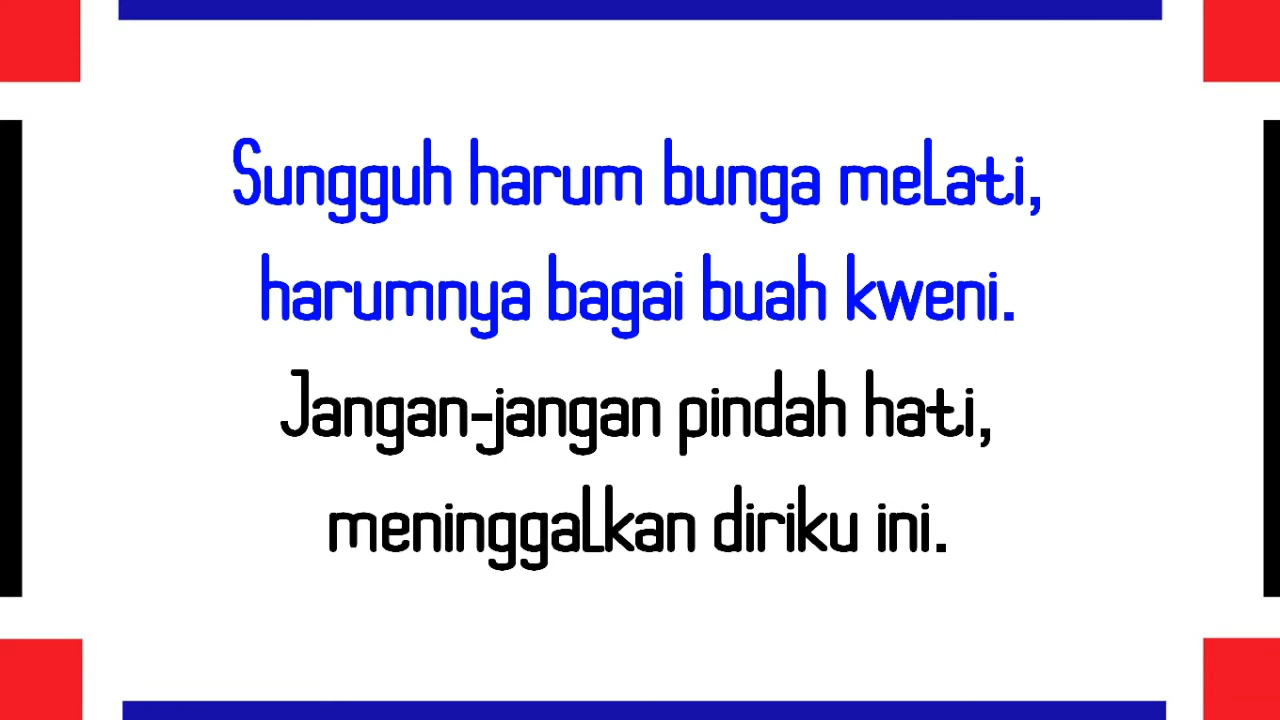 Sungguh harum bunga melati,
harumnya bagai buah kweni.
Jangan-jangan pindah hati,
meninggalkan diriku ini.